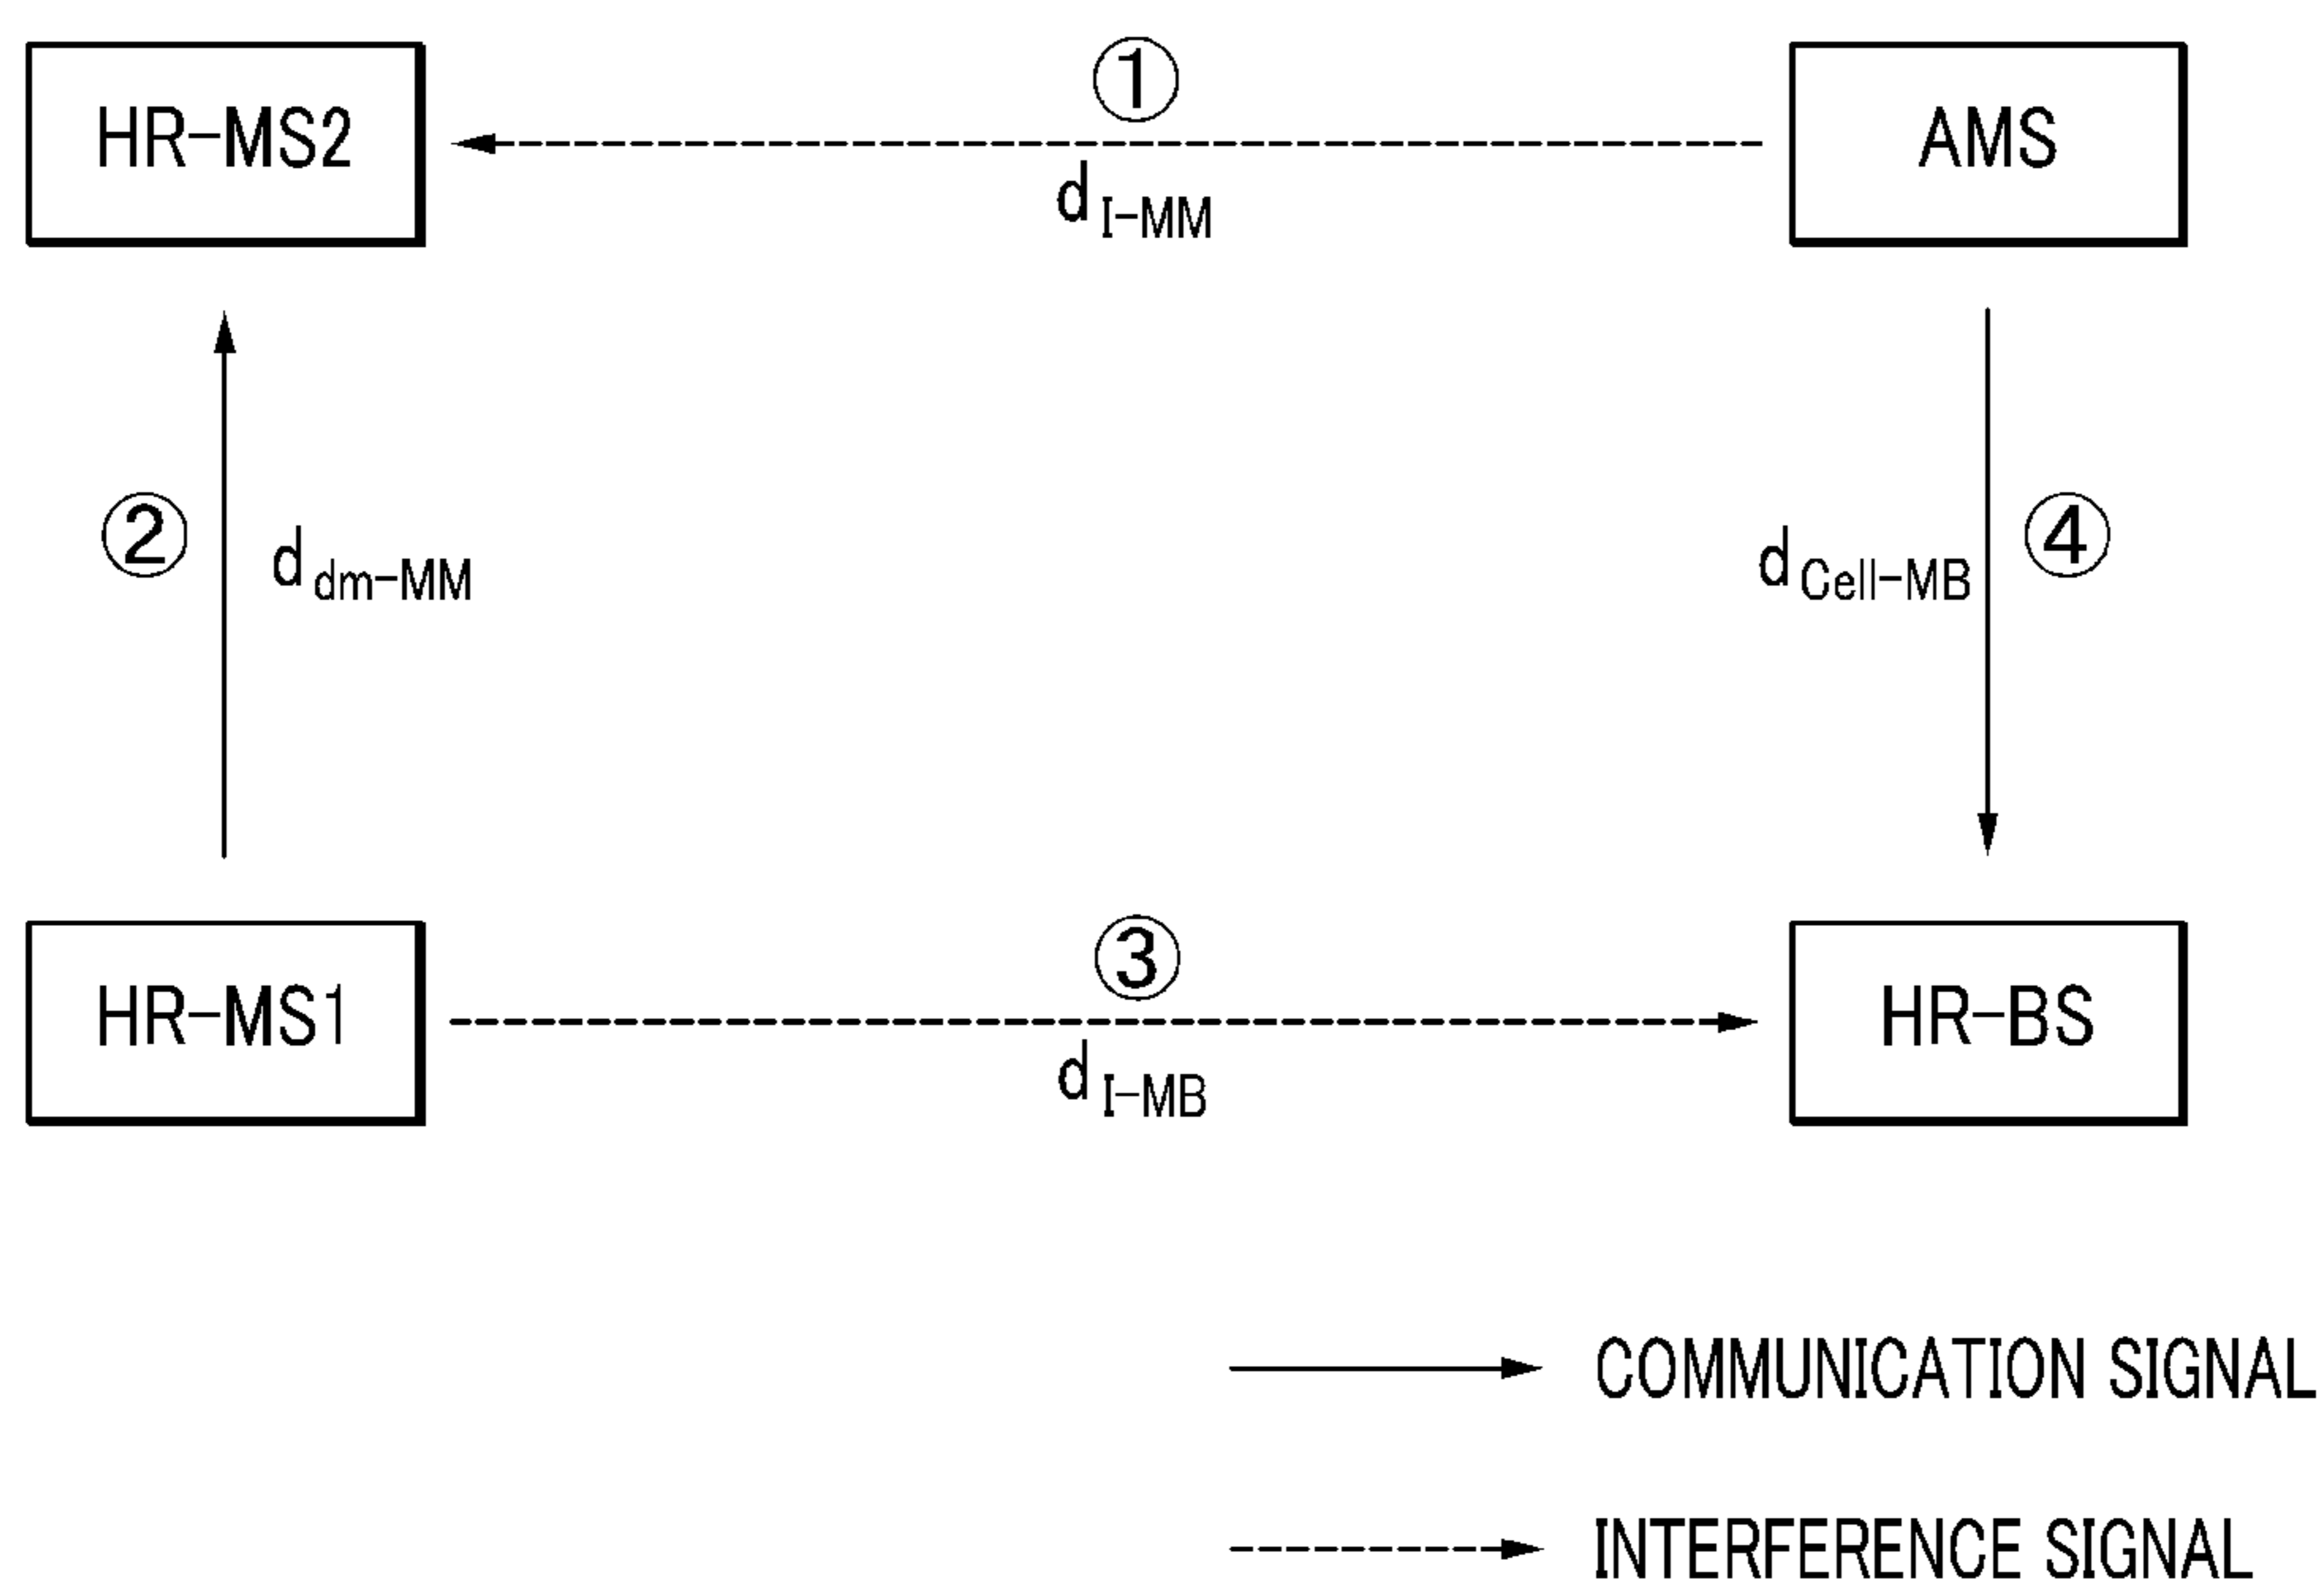 ①
HR-MS2
AMS
d I-MM
②
d dm-MM
d Cell-MB
④
③
HR-MS1
HR-BS
d I-MB
COMMUNICATION SIGNAL
INTERFERENCE SIGNAL